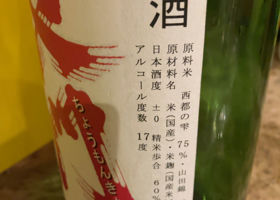 酒
原料米 西都の雫 75%・山田錦
原材料名 米(国産)・米麹(国産米
日本酒度 ±0 精米歩合 60%
アルコール度数 17度
ちょうもんき